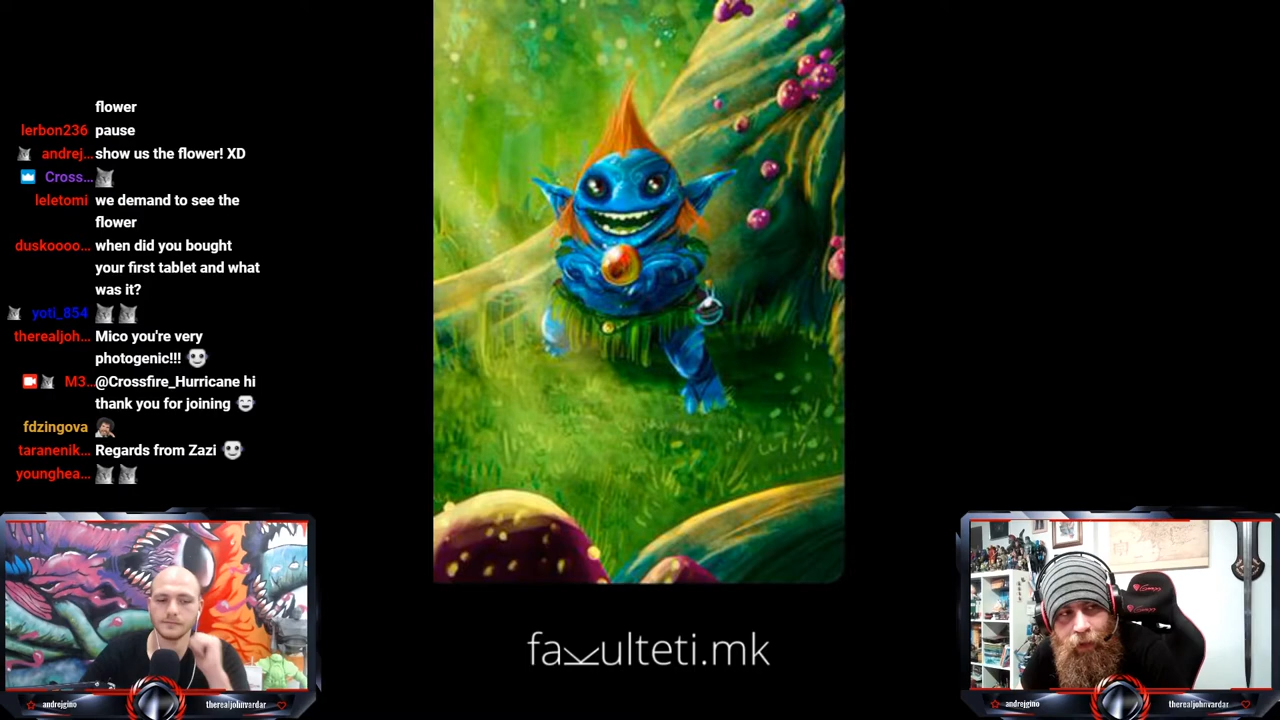 flower
lerbon236 pause
andrej... show us the flower! XD
Cross...
leletomi we demand to see the
flower
duskoooo... when did you bought
your first tablet and what
was it?
yoti_854
therealjoh... Mico you're very
photogenic!!!
M3... @Crossfire_Hurricane hi
thank you for joining
fdzingova
taranenik... Regards from Zazi
younghea...
fakulteti.mk
andrejgino therealjohnvardar
andrejgino therealjohnvardar